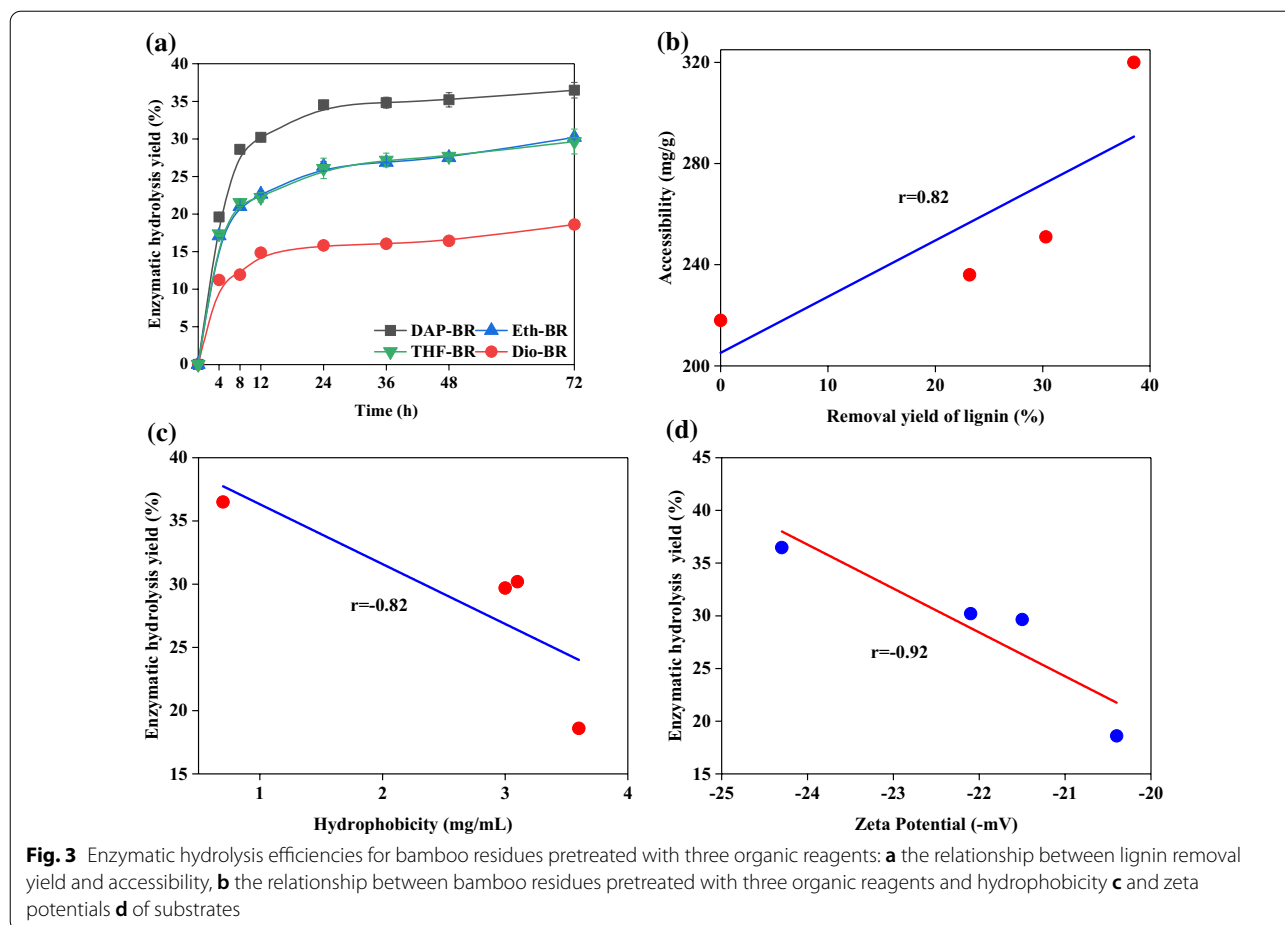 (a)
Enzymatic hydrolysis yield (%)
40
35
30
25
20
15
10
5
0
4 8 12 24 36 48 72
Time (h)
DAP-BR Eth-BR
THF-BR Dio-BR
(b)
Accessibility (mg/g)
320
280
240
200
r=0.82
0 10 20 30 40
Removal yield of lignin (%)
(c)
Enzymatic hydrolysis yield (%)
40
35
30
25
20
15
r=-0.82
1 2 3 4
Hydrophobicity (mg/mL)
(d)
Enzymatic hydrolysis yield (%)
45
40
35
30
25
20
15
r=-0.92
-25 -24 -23 -22 -21 -20
Zeta Potential (-mV)
Fig. 3 Enzymatic hydrolysis efficiencies for bamboo residues pretreated with three organic reagents: a the relationship between lignin removal
yield and accessibility, b the relationship between bamboo residues pretreated with three organic reagents and hydrophobicity c and zeta
potentials d of substrates